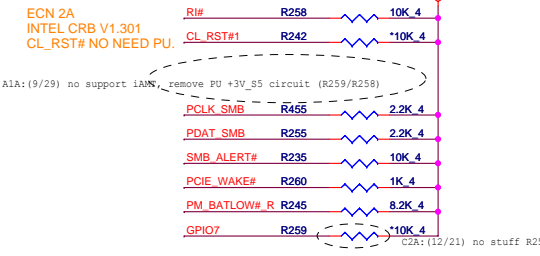 ECN 2A
INTEL CRB V1.301
CL_RST# NO NEED PU.
RI# R258 10K_4
CL_RST#1 R242 *10K_4
A1A:(9/29) no support iAMT, remove PU +3V_S5 circuit (R259/R258)
PCLK_SMB R455 2.2K_4
PDAT_SMB R255 2.2K_4
SMB_ALERT# R235 10K_4
PCIE_WAKE# R260 1K_4
PM_BATLOW#_R R245 8.2K_4
GPIO7 R259 *10K_4
C2A:(12/21) no stuff R25